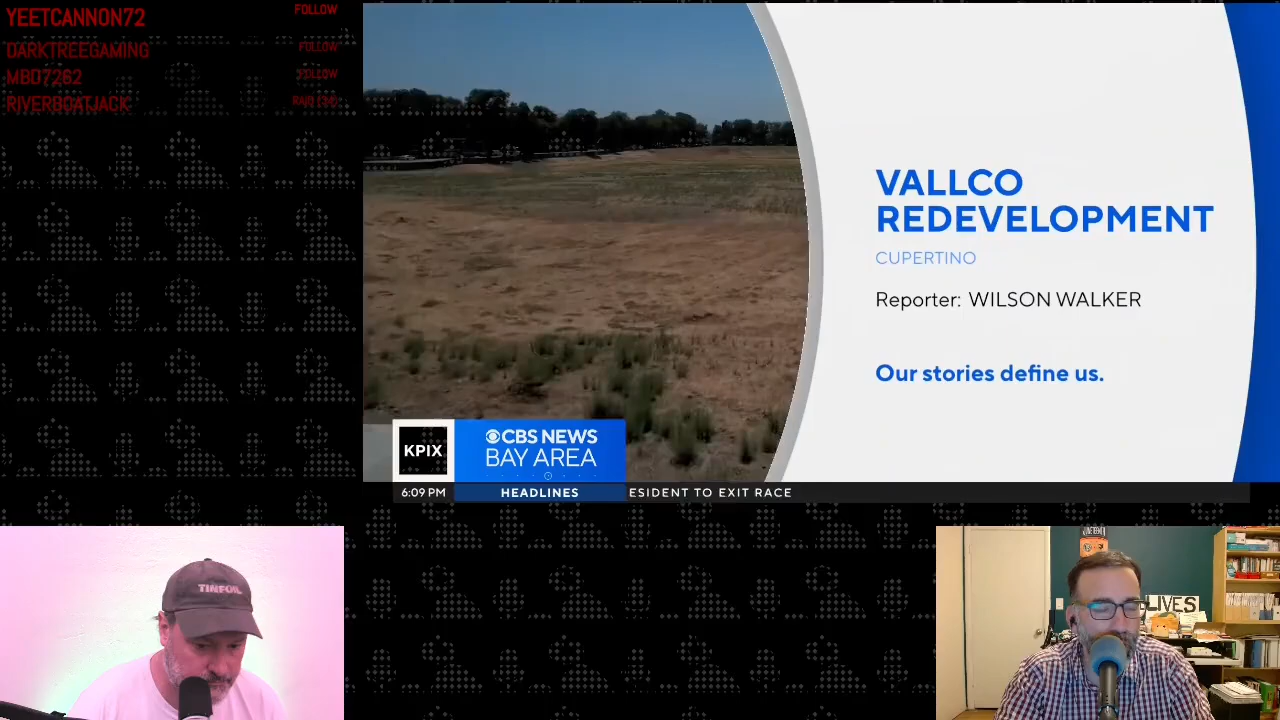 YEETCANNON72 FOLLOW
DARKTREEGAMING FOLLOW
MBD7262 FOLLOW
RIVERBOATJACK
VALLCO
REDEVELOPMENT
CUPERTINO
Reporter: WILSON WALKER
Our stories define us.
KPIX
CBS NEWS
BAY AREA
6:09 PM HEADLINES ESIDENT TO EXIT RACE
TINFOIL
LIVES